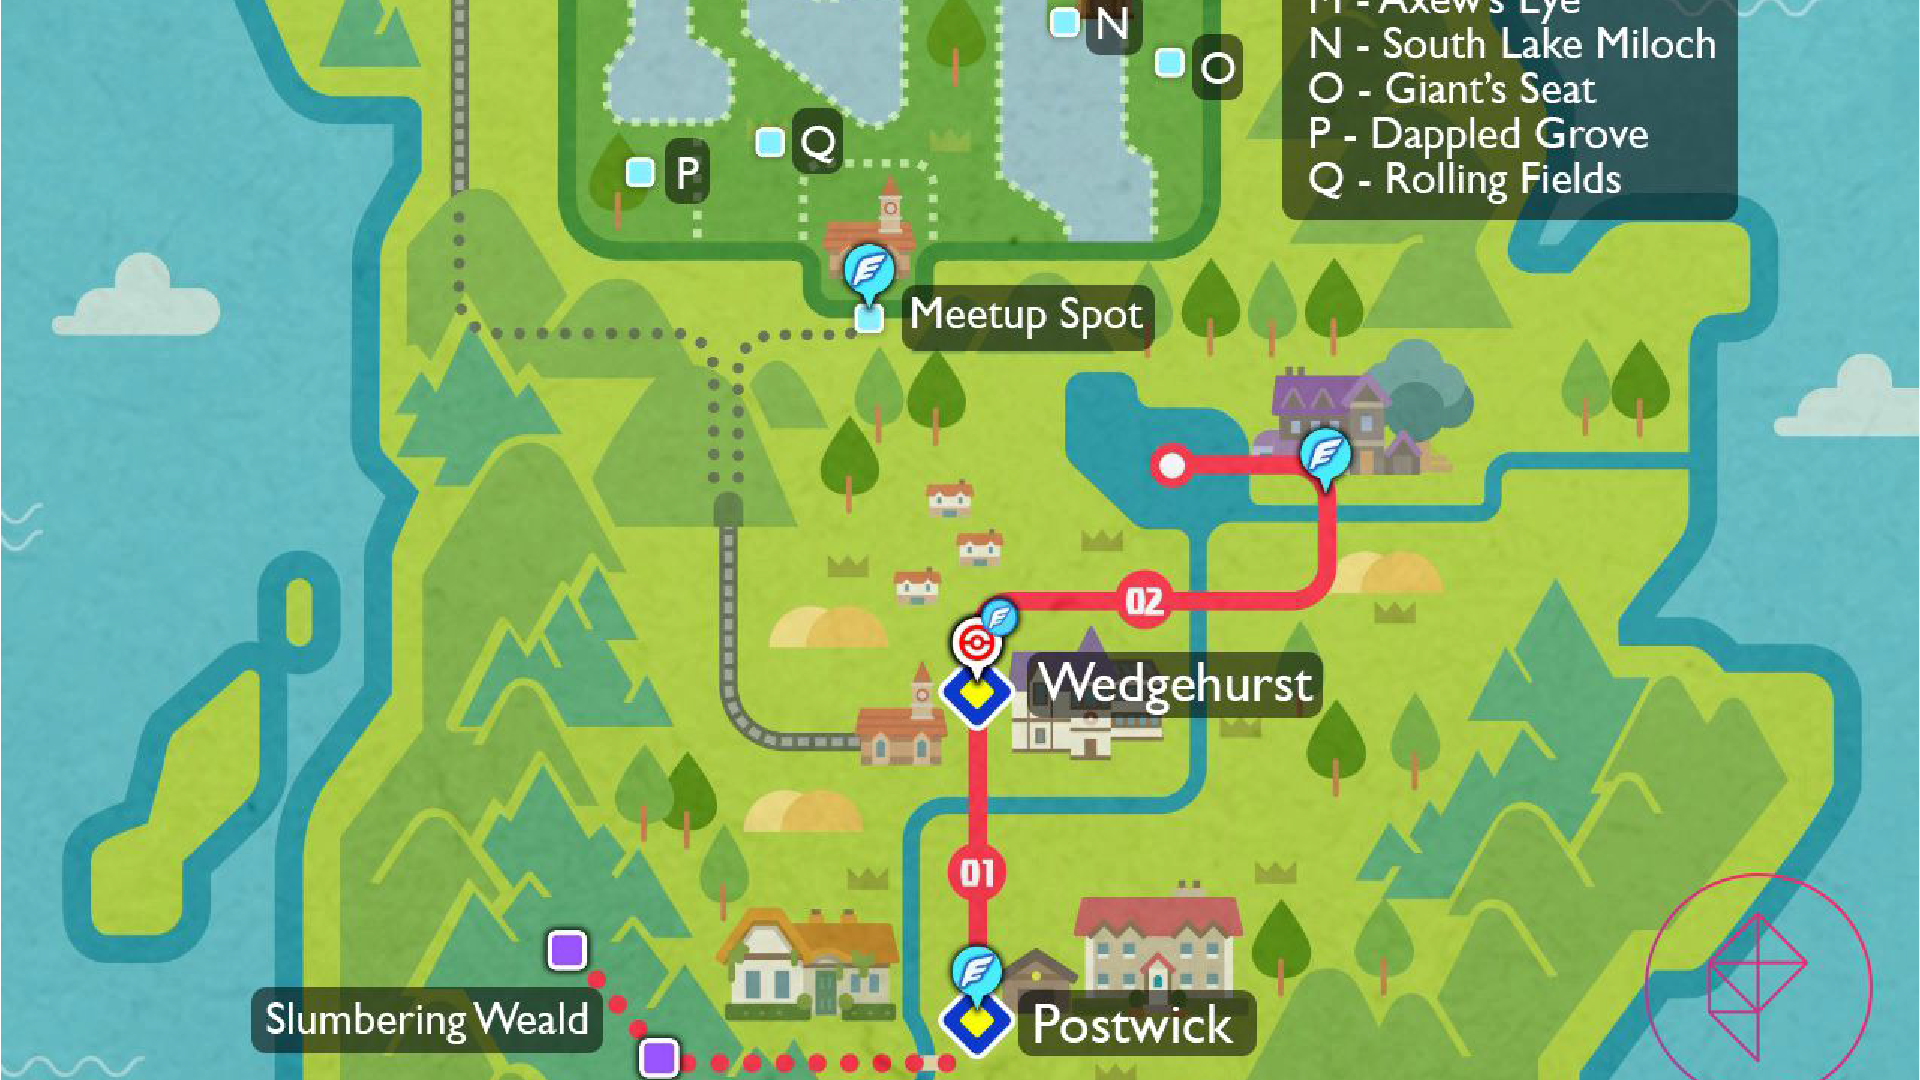 M - Axew's Eye
N - South Lake Miloch
O - Giant's Seat
P - Dappled Grove
Q - Rolling Fields
N
O
Q
P
Meetup Spot
02
Wedgehurst
01
Slumbering Weald
Postwick